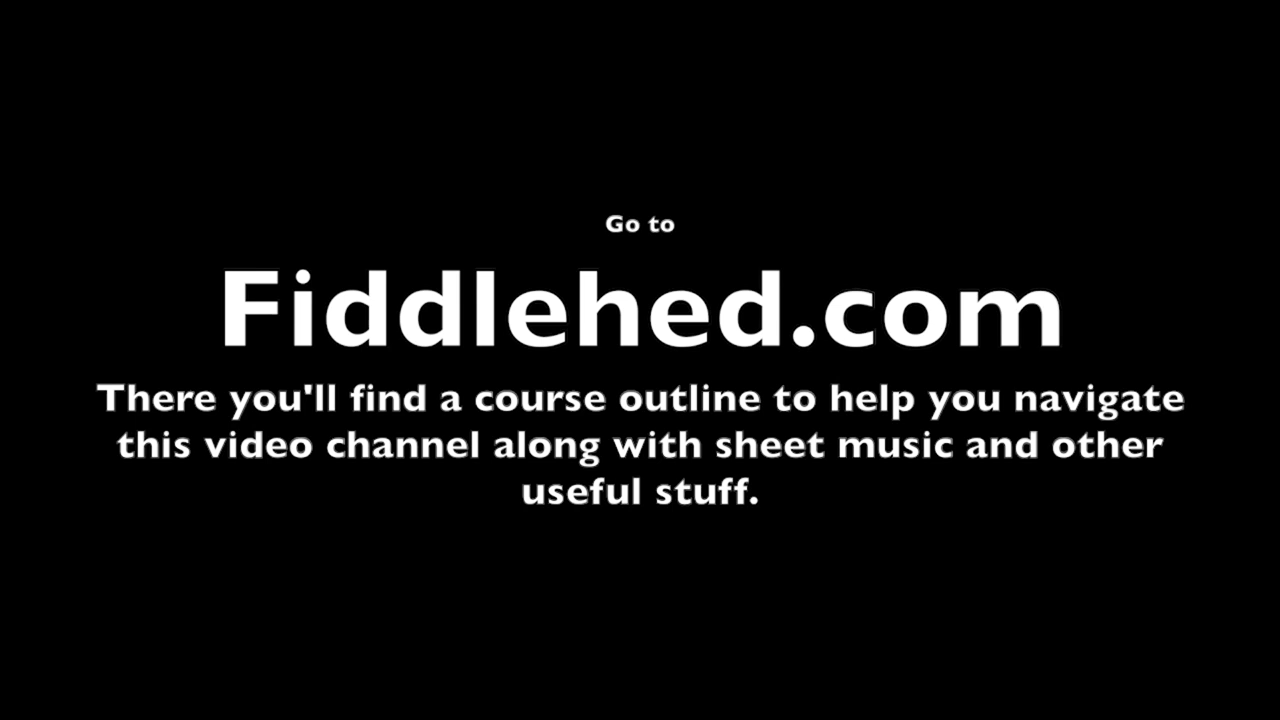 Go to
Fiddlehed.com
There you'll find a course outline to help you navigate
this video channel along with sheet music and other
useful stuff.